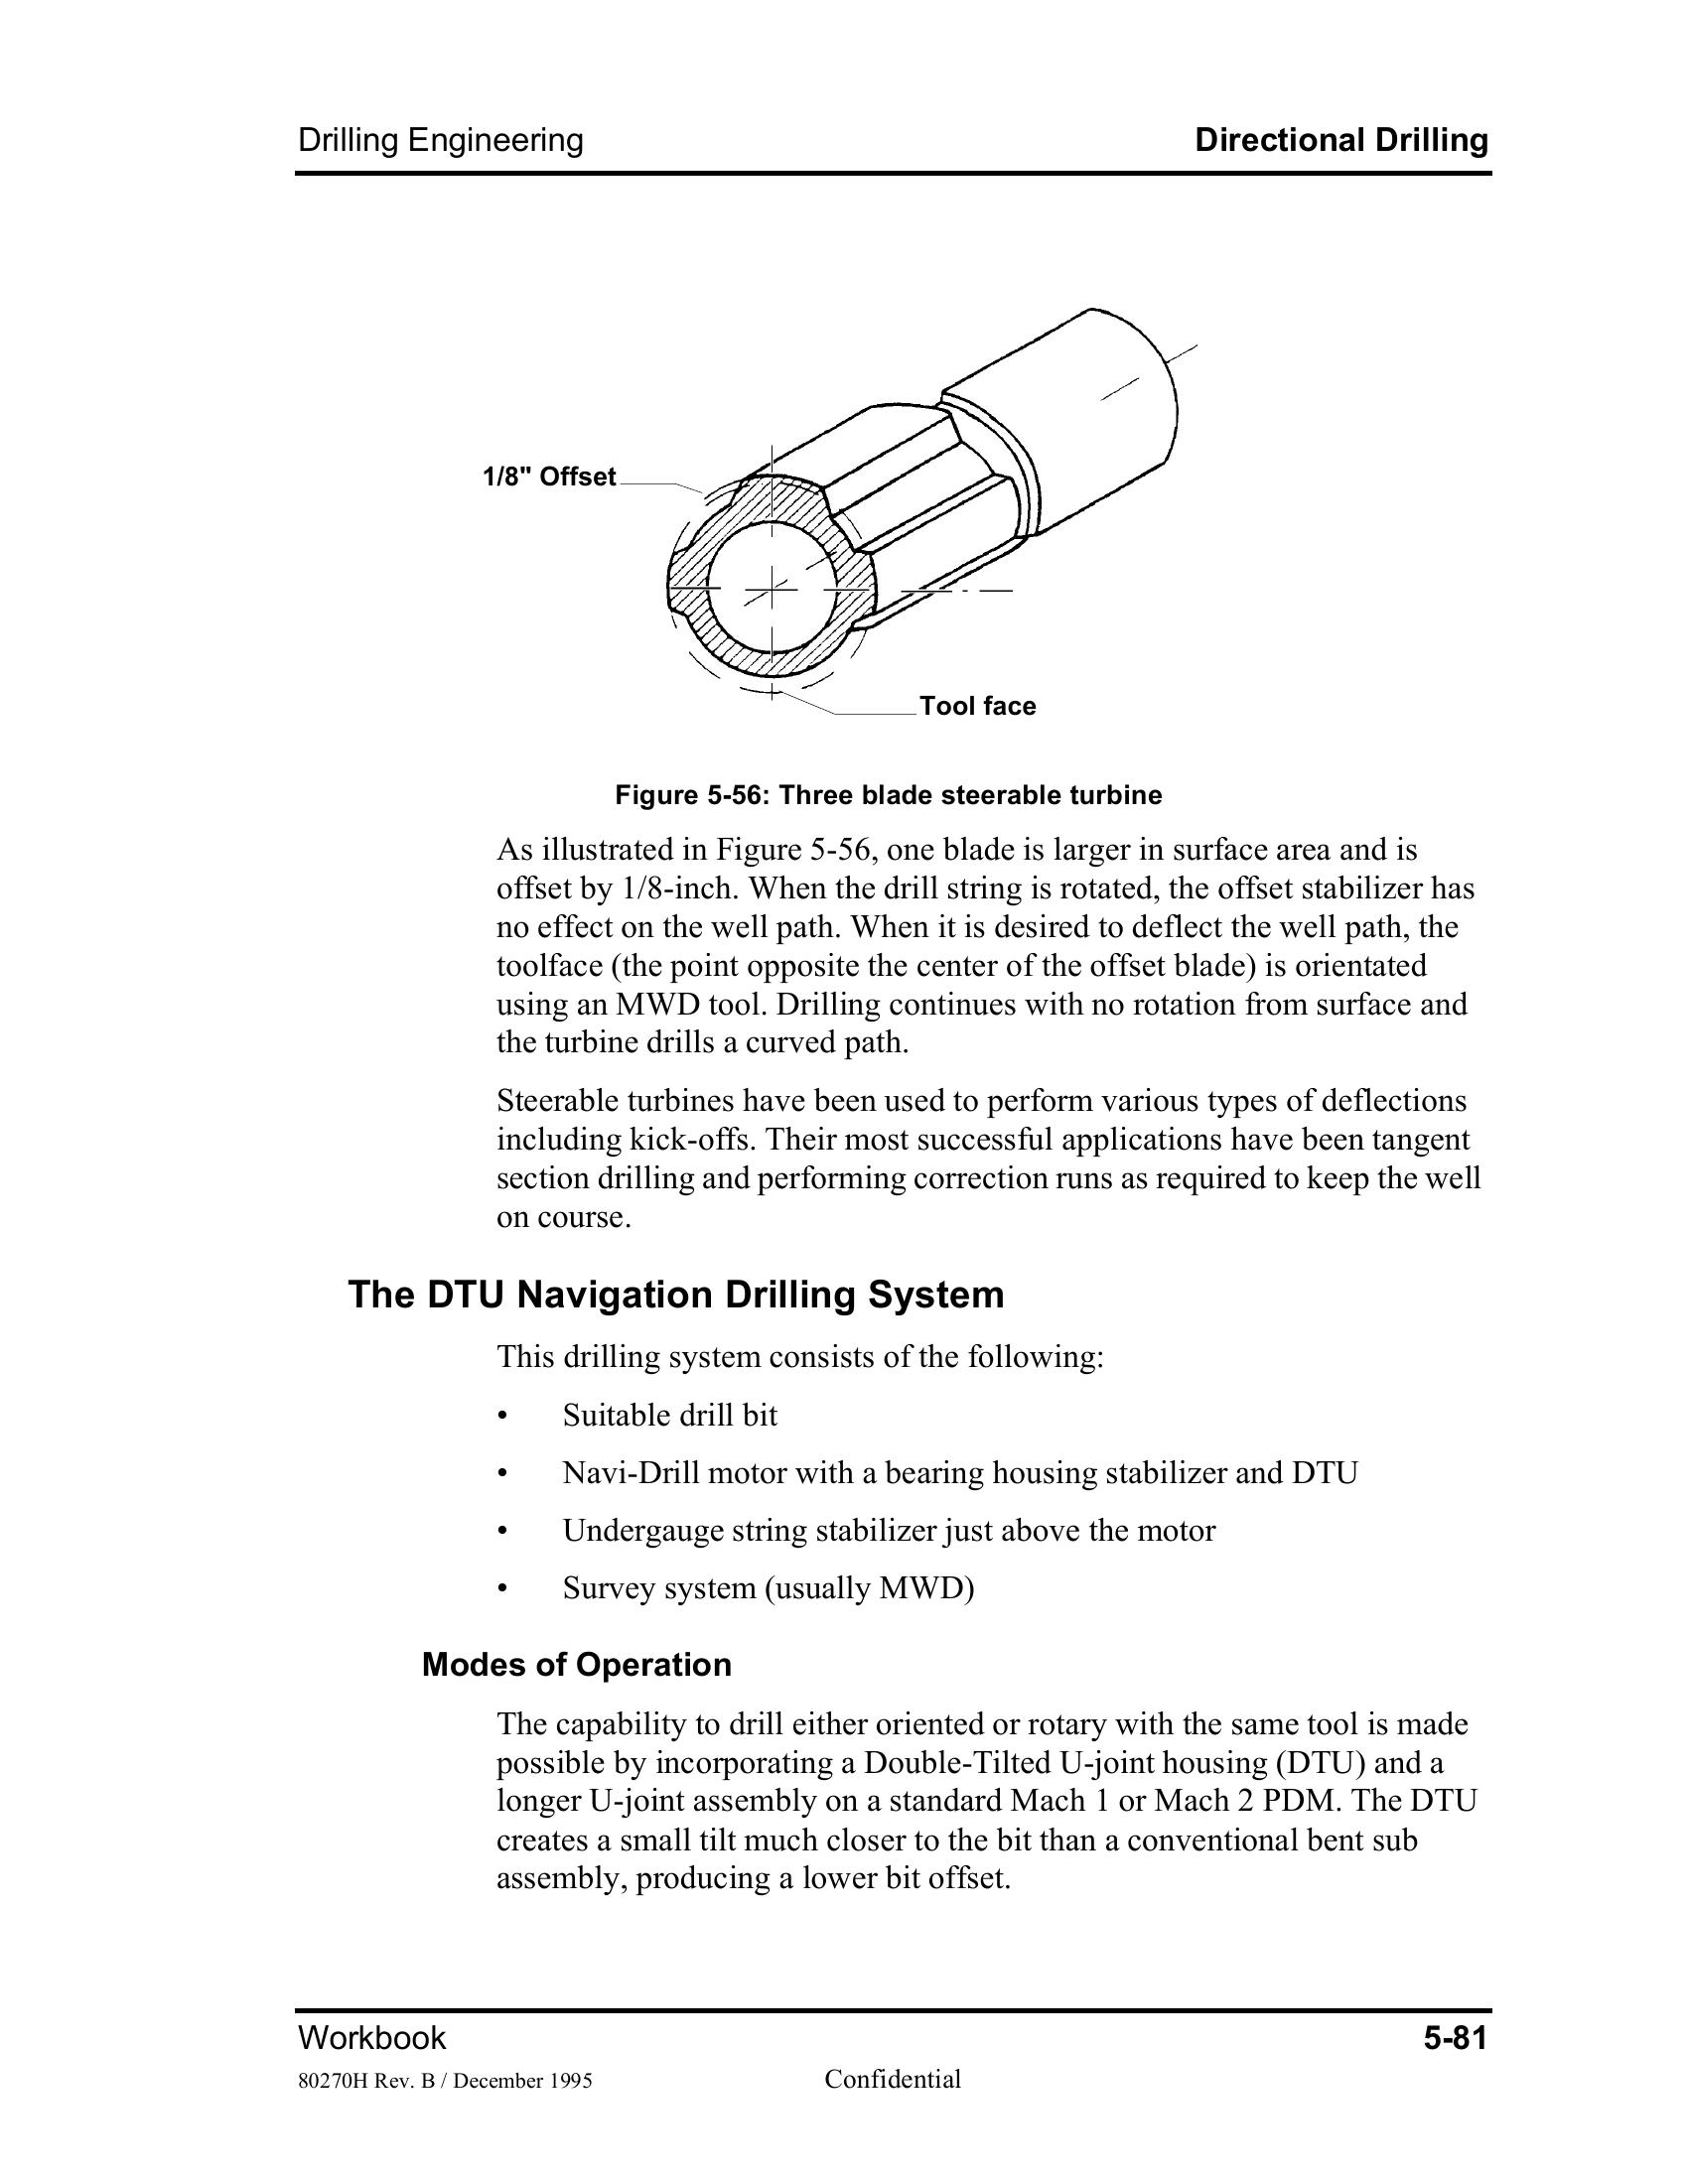 Drilling Engineering
Directional Drilling
1/8" Offset
Tool face
Figure 5-56: Three blade steerable turbine
As illustrated in Figure 5-56, one blade is larger in surface area and is
offset by 1/8-inch. When the drill string is rotated, the offset stabilizer has
no effect on the well path. When it is desired to deflect the well path, the
toolface (the point opposite the center of the offset blade) is orientated
using an MWD tool. Drilling continues with no rotation from surface and
the turbine drills a curved path.
Steerable turbines have been used to perform various types of deflections
including kick-offs. Their most successful applications have been tangent
section drilling and performing correction runs as required to keep the well
on course.
The DTU Navigation Drilling System
This drilling system consists of the following:
• Suitable drill bit
• Navi-Drill motor with a bearing housing stabilizer and DTU
• Undergauge string stabilizer just above the motor
• Survey system (usually MWD)
Modes of Operation
The capability to drill either oriented or rotary with the same tool is made
possible by incorporating a Double-Tilted U-joint housing (DTU) and a
longer U-joint assembly on a standard Mach 1 or Mach 2 PDM. The DTU
creates a small tilt much closer to the bit than a conventional bent sub
assembly, producing a lower bit offset.
Workbook
5-81
80270H Rev. B / December 1995
Confidential